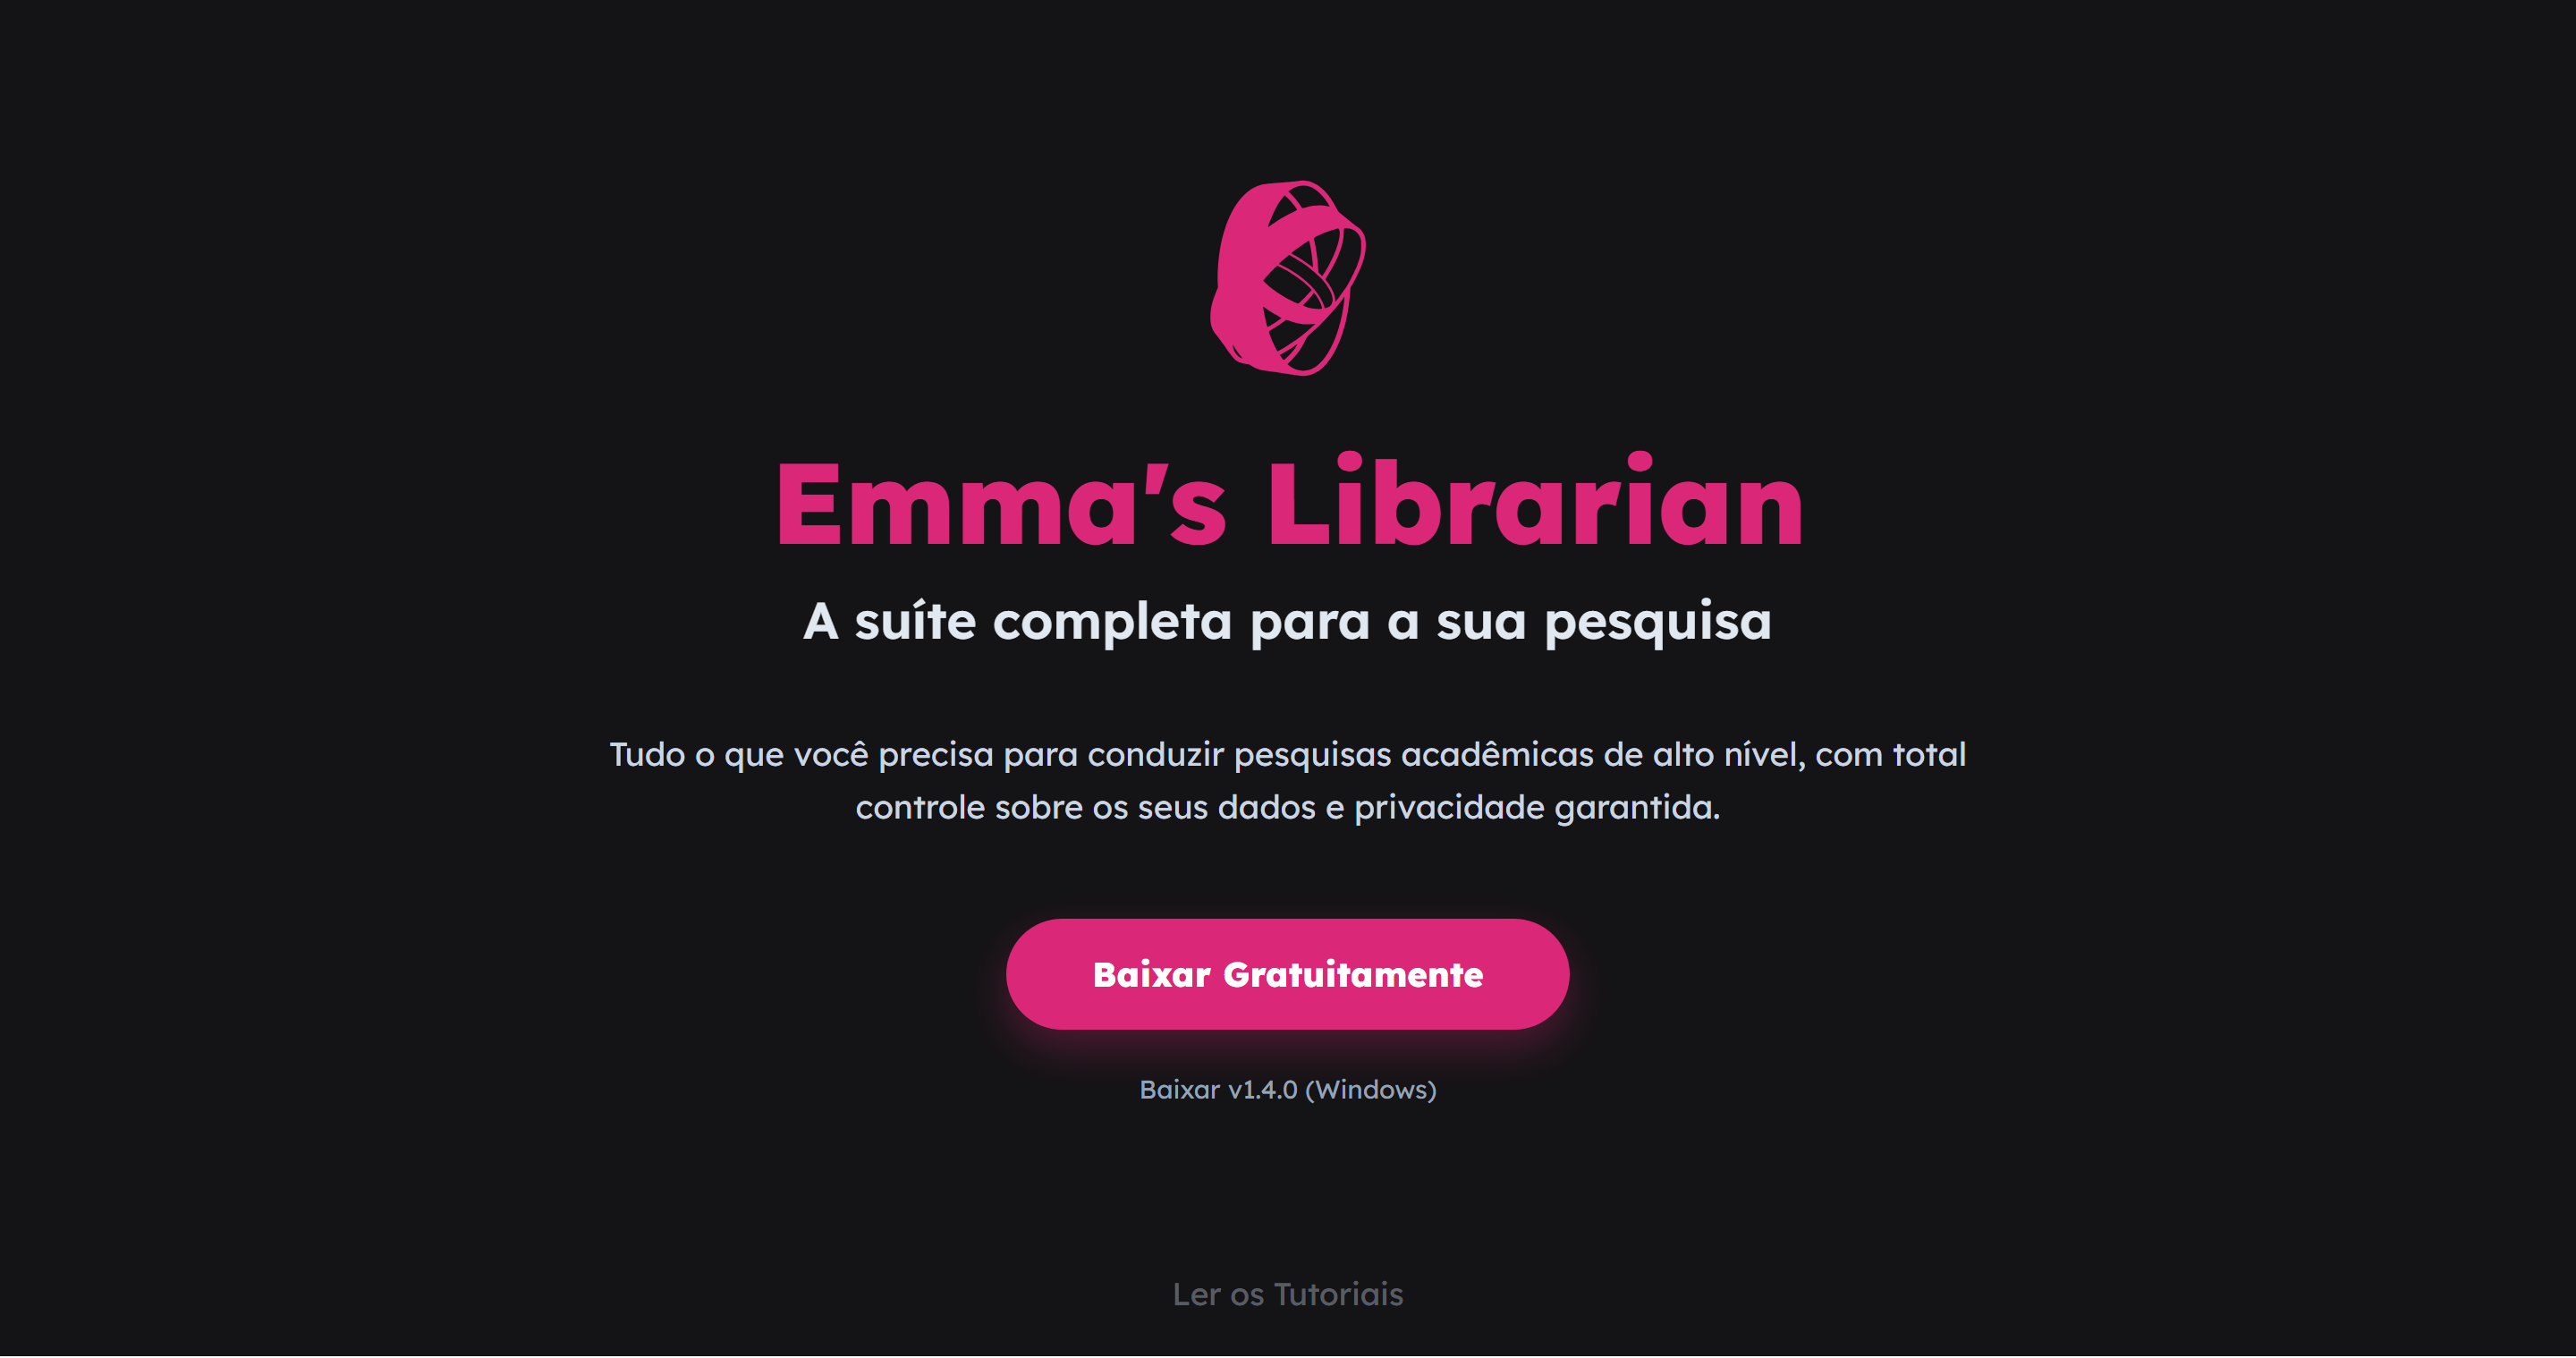 Emma's Librarian
A suíte completa para a sua pesquisa
Tudo o que você precisa para conduzir pesquisas acadêmicas de alto nível, com total
controle sobre os seus dados e privacidade garantida.
Baixar Gratuitamente
Baixar v1.4.0 (Windows)
Ler os Tutoriais